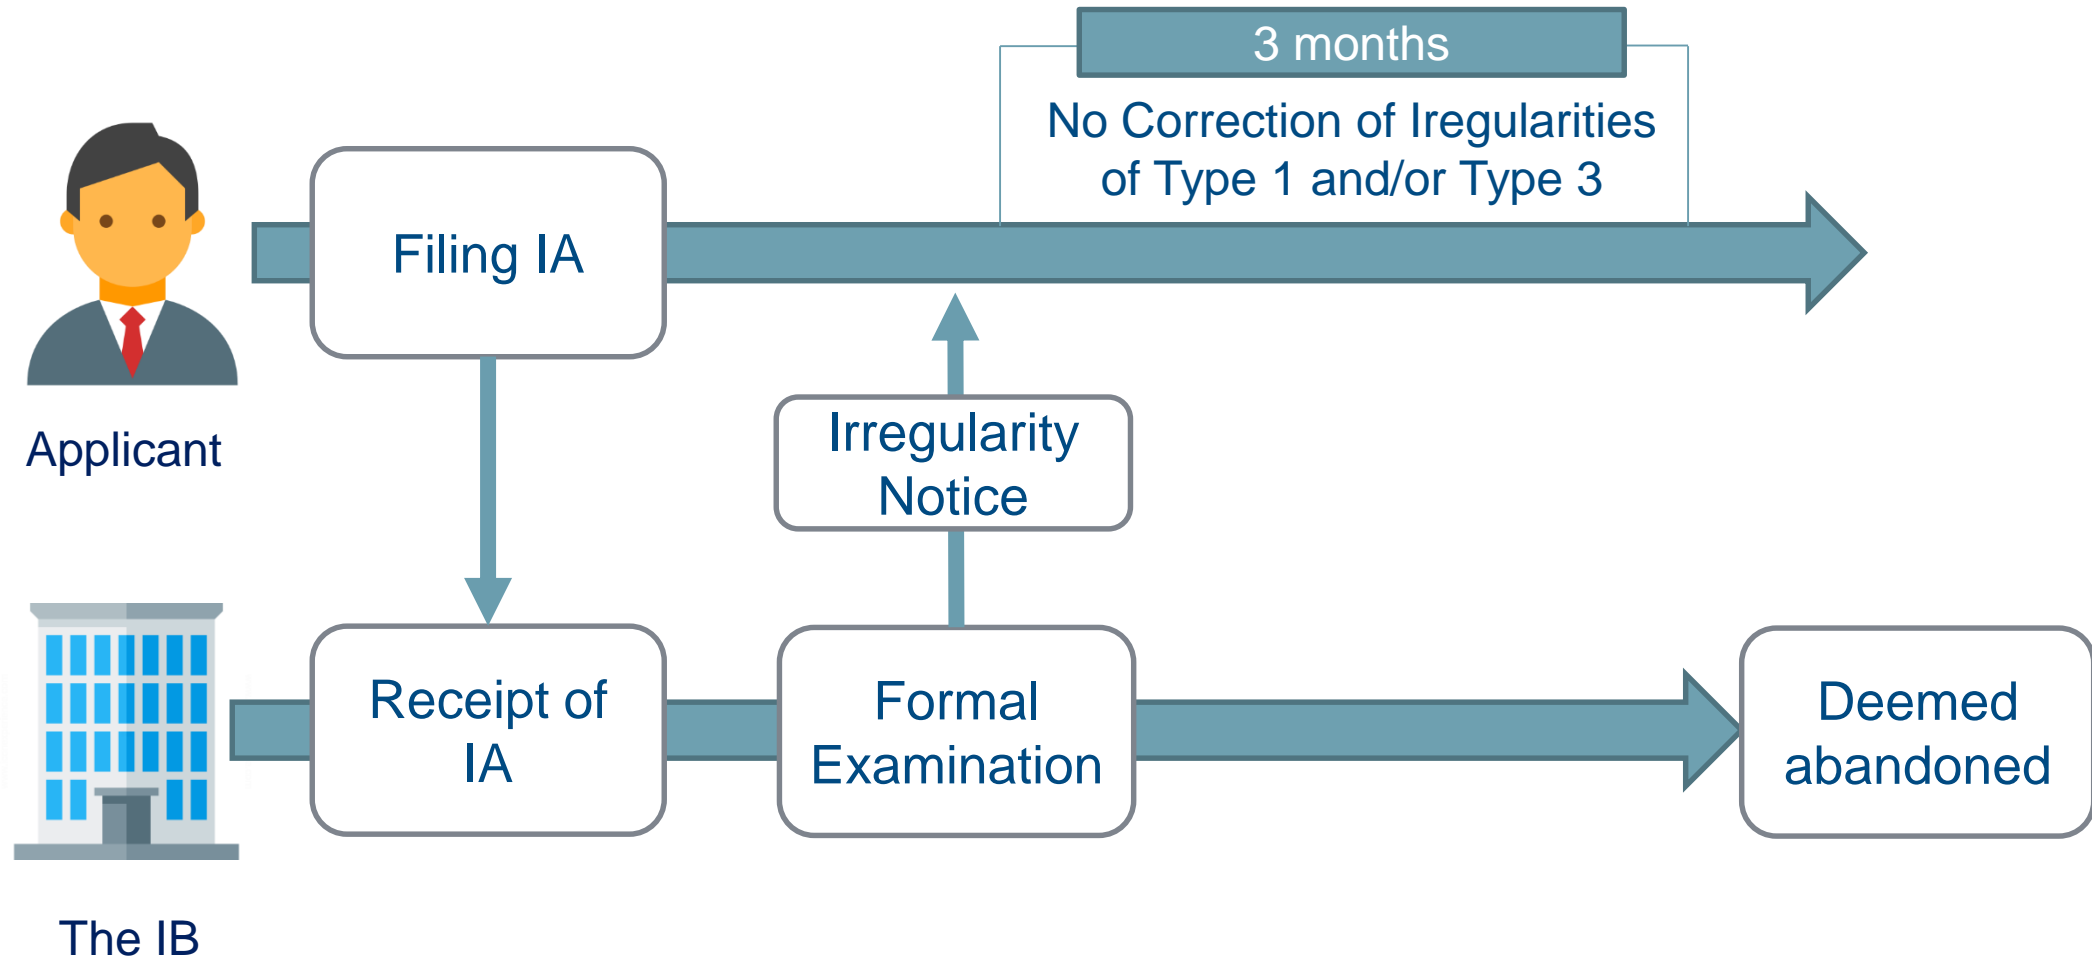 3 months
No Correction of Iregularities
of Type 1 and/or Type 3
Filing IA
Applicant
Irregularity
Notice
Receipt of
IA
Formal
Examination
Deemed
abandoned
The IB